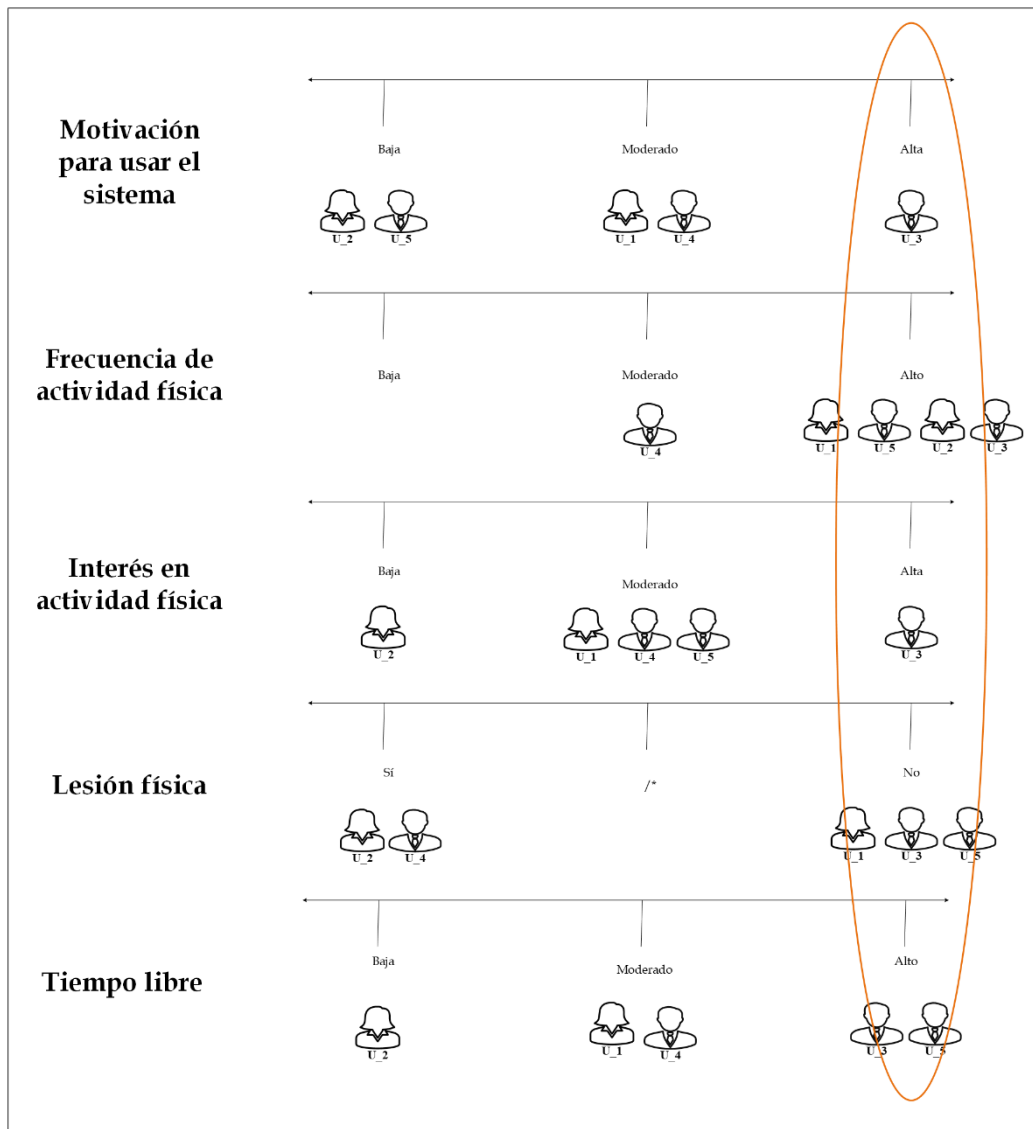 Motivación
para usar el
sistema
Baja
Moderado
Alta
U_2
U_5
U_1
U_4
U_3
Frecuencia de
actividad física
Baja
Moderado
Alto
U_4
U_1
U_5
U_2
U_3
Interés en
actividad física
Baja
Moderado
Alta
U_2
U_1
U_4
U_5
U_3
Lesión física
Sí
/*
No
U_2
U_4
U_1
U_3
U_5
Tiempo libre
Baja
Moderado
Alto
U_2
U_1
U_4
U_3
U_5